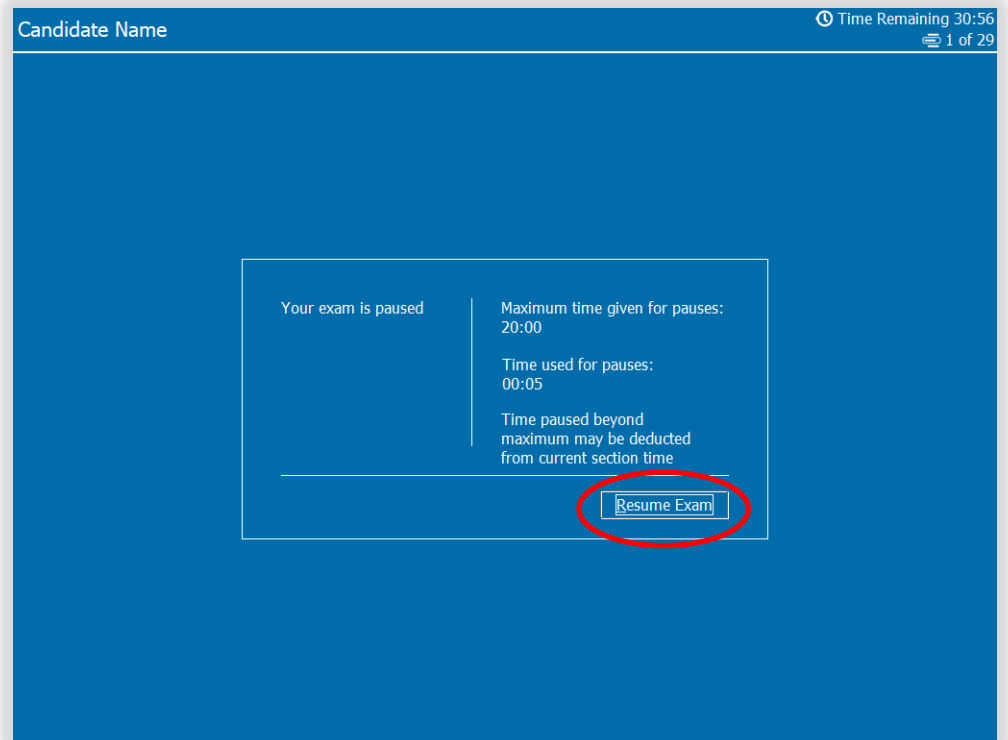 Candidate Name
Time Remaining 30:56
1 of 29
Your exam is paused
Maximum time given for pauses:
20:00
Time used for pauses:
00:05
Time paused beyond
maximum may be deducted
from current section time
Resume Exam